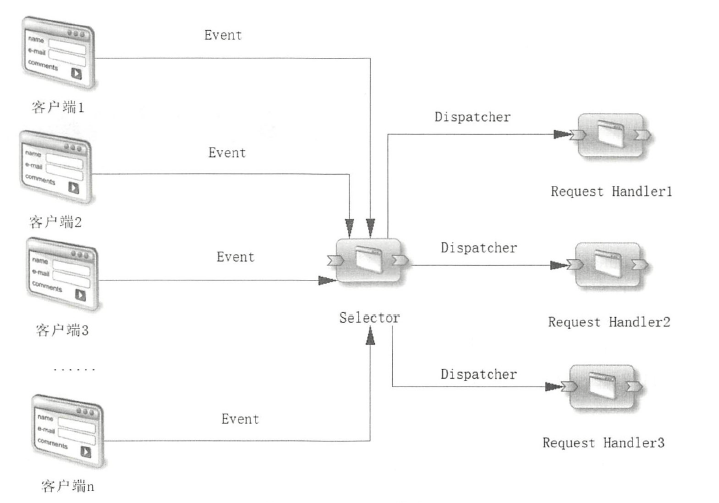 Event
name
e-mail
comments
客户端1
Dispatcher
Event
name
e-mail
comments
Request Handler1
客户端2
Event
Dispatcher
name
e-mail
comments
Selector
Request Handler2
客户端3
......
Dispatcher
name
e-mail
comments
Event
Request Handler3
客户端n